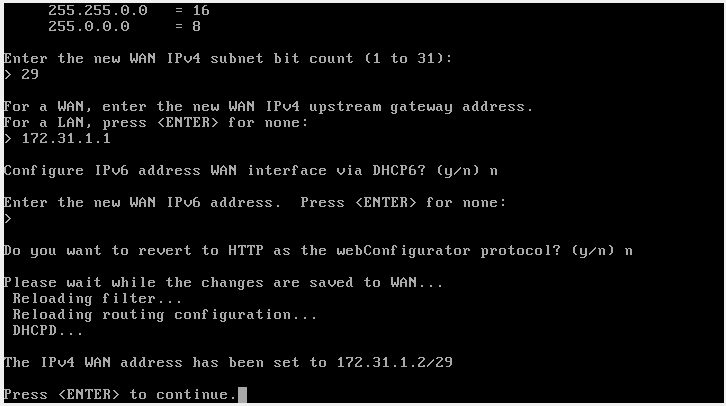 255.255.0.0   = 16
255.0.0.0     = 8
Enter the new WAN IPv4 subnet bit count (1 to 31):
> 29
For a WAN, enter the new WAN IPv4 upstream gateway address.
For a LAN, press <ENTER> for none:
> 172.31.1.1
Configure IPv6 address WAN interface via DHCP6? (y/n) n
Enter the new WAN IPv6 address.  Press <ENTER> for none:
>
Do you want to revert to HTTP as the webConfigurator protocol? (y/n) n
Please wait while the changes are saved to WAN...
Reloading filter...
Reloading routing configuration...
DHCPD...
The IPv4 WAN address has been set to 172.31.1.2/29
Press <ENTER> to continue.